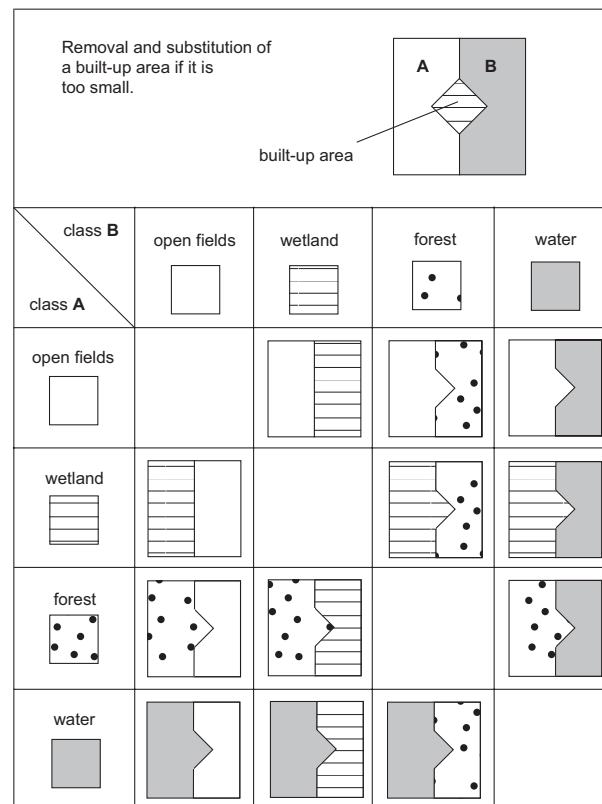 Removal and substitution of
a built-up area if it is
too small.
A B
built-up area
class B
class A
open fields
wetland
forest
water
open fields
wetland
forest
water